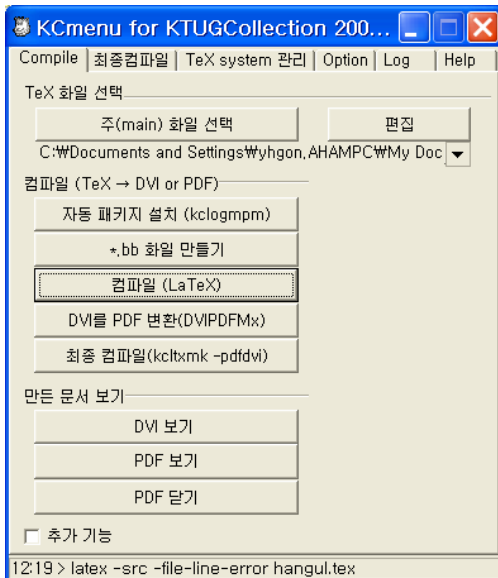 KCmenu for KTUGCollection 200...
Compile 최종컴파일 TeX system 관리 Option Log Help
TeX 화일 선택
주(main) 화일 선택 편집
C:₩Documents and Settings₩yhgon,AHAMPC₩My Doc
컴파일 (TeX → DVI or PDF)
자동 패키지 설치 (kclogmpm)
*.bb 화일 만들기
컴파일 (LaTeX)
DVI를 PDF 변환(DVIPDFMx)
최종 컴파일(kcltxmk -pdfdvi)
만든 문서 보기
DVI 보기
PDF 보기
PDF 닫기
추가 기능
12:19 > latex -src -file-line-error hangul.tex